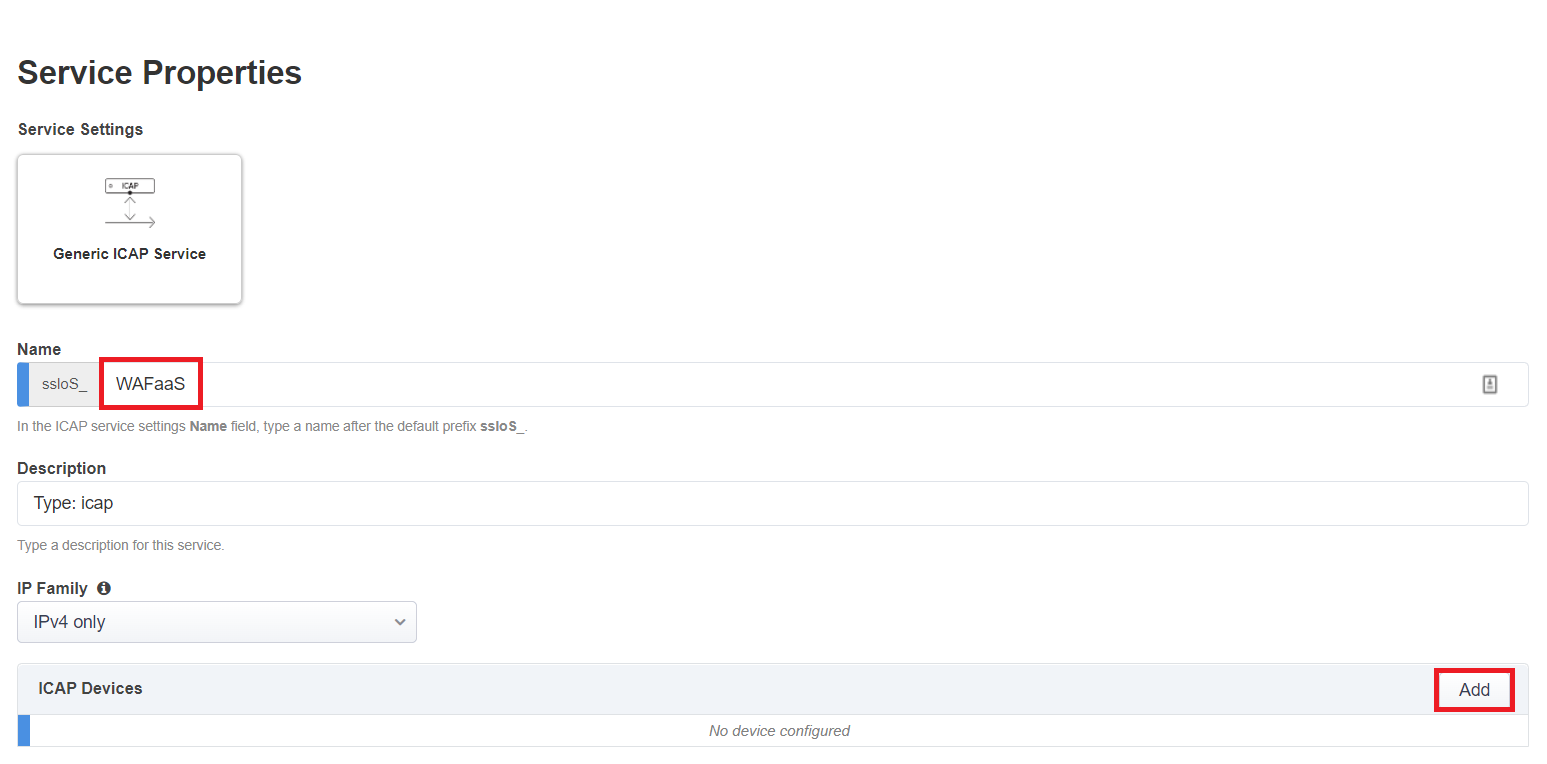 Service Properties
Service Settings
ICAP
Generic ICAP Service
Name
ssloS_ WAFaaS
In the ICAP service settings Name field, type a name after the default prefix ssloS_.
Description
Type: icap
Type a description for this service.
IP Family
IPv4 only
ICAP Devices Add
No device configured